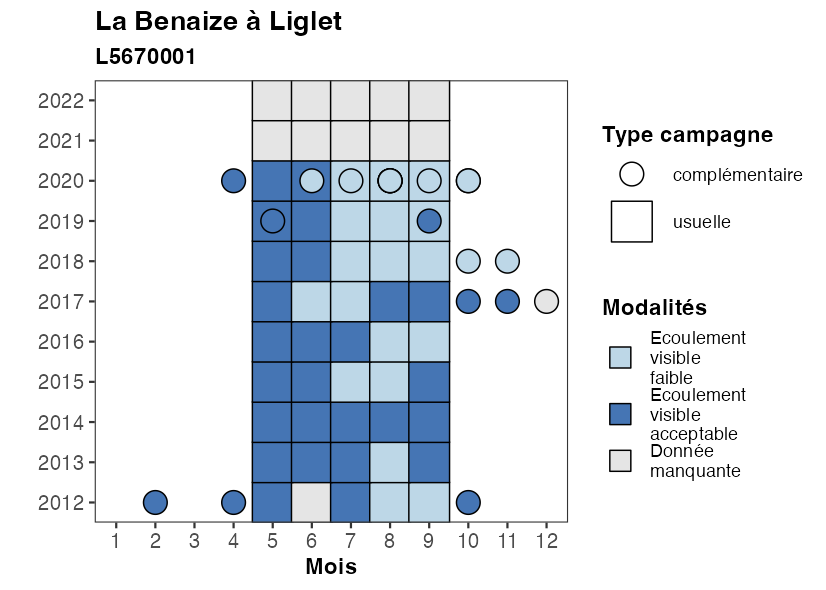 La Benaize à Liglet
L5670001
2022
2021
2020
2019
2018
2017
2016
2015
2014
2013
2012
1 2 3 4 5 6 7 8 9 10 11 12
Mois
Type campagne
complémentaire
usuelle
Modalités
Ecoulement
visible
faible
Ecoulement
visible
acceptable
Donnée
manquante